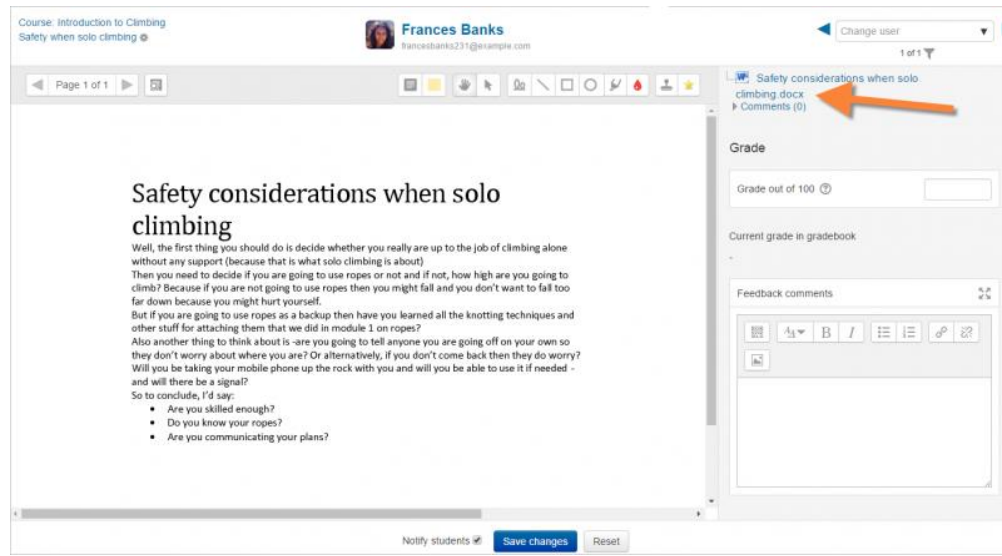 Course: Introduction to Climbing
Safety when solo climbing
Frances Banks
francesbanks231@example.com
Change user
1 of 1
Page 1 of 1
Safety considerations when solo
climbing.docx
Comments (0)
Grade
Grade out of 100
Current grade in gradebook
-
Feedback comments
B I
Safety considerations when solo
climbing
Well, the first thing you should do is decide whether you really are up to the job of climbing alone
without any support (because that is what solo climbing is about)
Then you need to decide if you are going to use ropes or not and if not, how high are you going to
climb? Because if you are not going to use ropes then you might fall and you don't want to fall too
far down because you might hurt yourself.
But if you are going to use ropes as a backup then have you learned all the knotting techniques and
other stuff for attaching them that we did in module 1 on ropes?
Also another thing to think about is -are you going to tell anyone you are going off on your own so
they don't worry about where you are? Or alternatively, if you don't come back then they do worry?
Will you be taking your mobile phone up the rock with you and will you be able to use it if needed -
and will there be a signal?
So to conclude, I'd say:
• Are you skilled enough?
• Do you know your ropes?
• Are you communicating your plans?
Notify students
Save changes
Reset